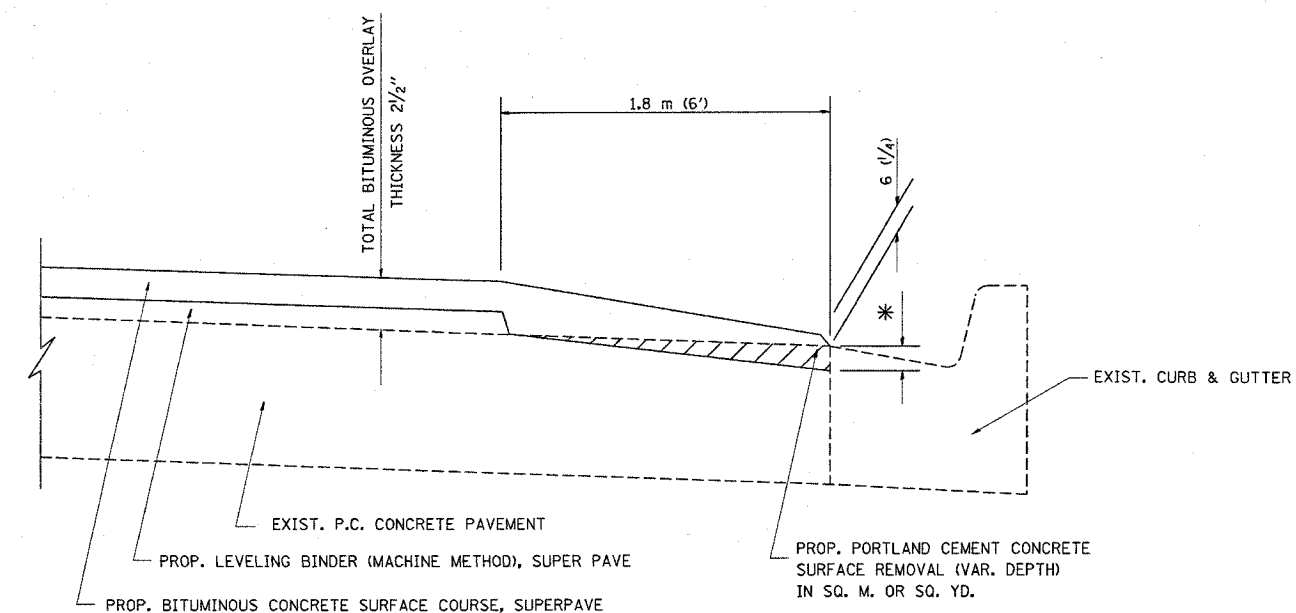 TOTAL BITUMINOUS OVERLAY
THICKNESS 2 1/2"
1.8 m (6')
6 (1/4)
*
EXIST. CURB & GUTTER
EXIST. P.C. CONCRETE PAVEMENT
PROP. LEVELING BINDER (MACHINE METHOD), SUPER PAVE
PROP. BITUMINOUS CONCRETE SURFACE COURSE, SUPERPAVE
PROP. PORTLAND CEMENT CONCRETE
SURFACE REMOVAL (VAR. DEPTH)
IN SQ. M. OR SQ. YD.